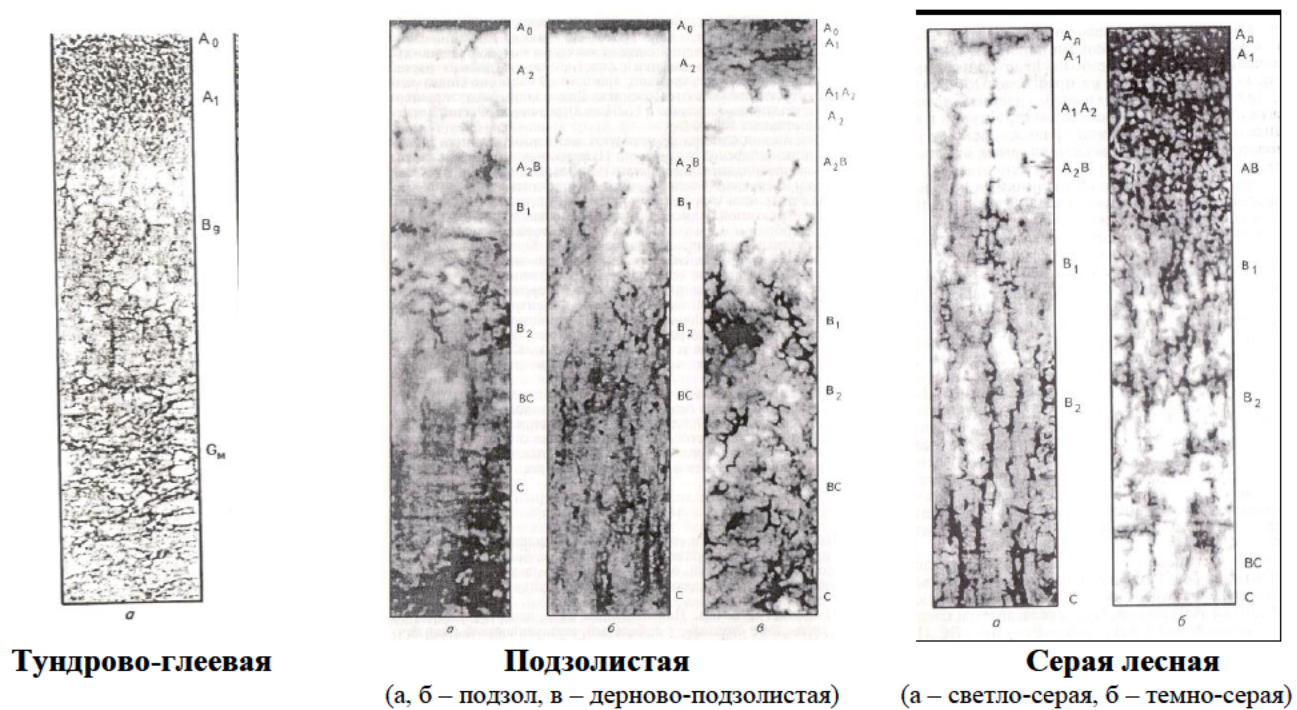 A₀
A₁
Bg
Gм
а
A₀
A₂
A₂B
B₁
B₂
BC
C
а
A₀
A₂
A₂B
B₁
B₂
BC
C
б
A₀
A₁
A₁A₂
A₂
A₂B
B₁
B₂
BC
C
в
Aд
A₁
A₁A₂
A₂B
B₁
B₂
C
а
Aд
A₁
AB
B₁
B₂
BC
C
б
Тундрово-глеевая
Подзолистая
(а, б – подзол, в – дерново-подзолистая)
Серая лесная
(а – светло-серая, б – темно-серая)